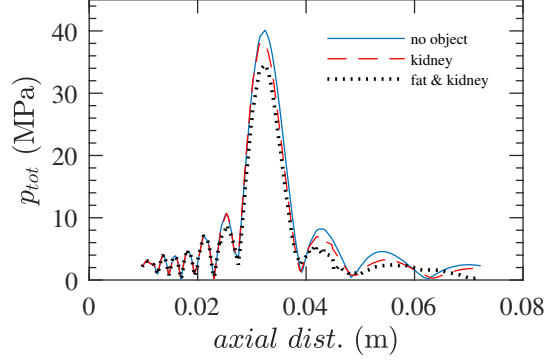 40
30
20
10
0
p_tot (MPa)
no object
kidney
fat & kidney
0
0.02
0.04
0.06
0.08
axial dist. (m)